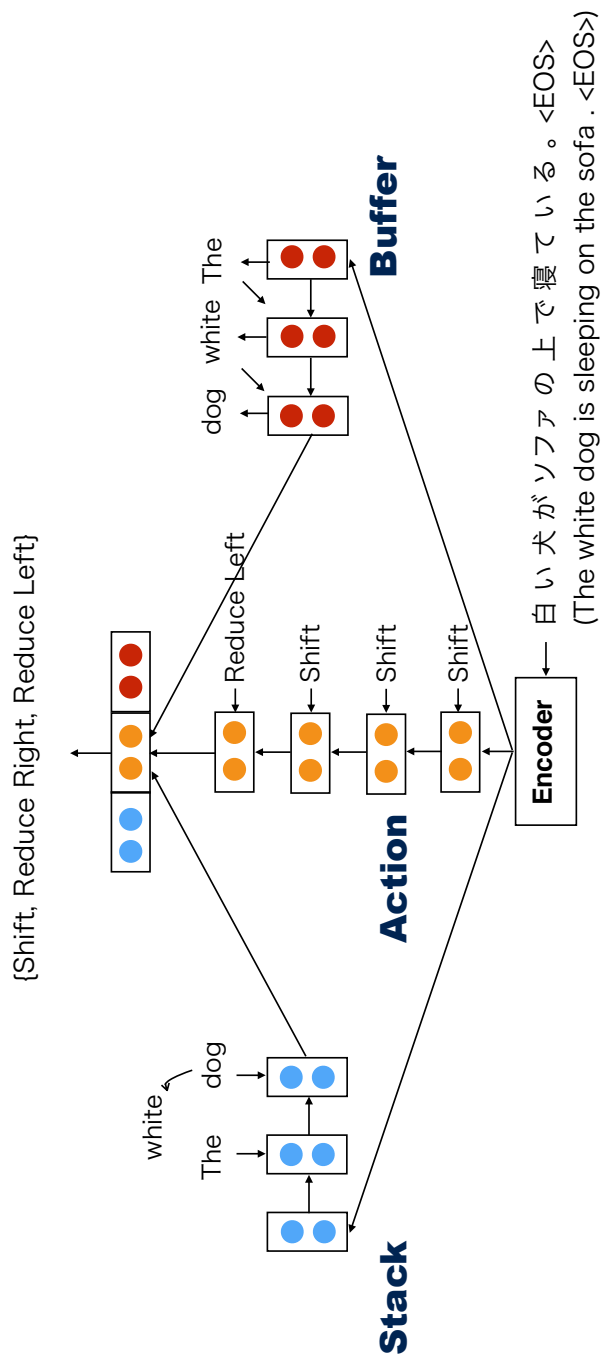 {Shift, Reduce Right, Reduce Left}
white
The
dog
Stack
Reduce Left
Shift
Shift
Shift
Action
dog
white
The
Buffer
Encoder
白 い 犬 が ソファ の 上 で 寝 て い る 。 <EOS>
(The white dog is sleeping on the sofa . <EOS>)